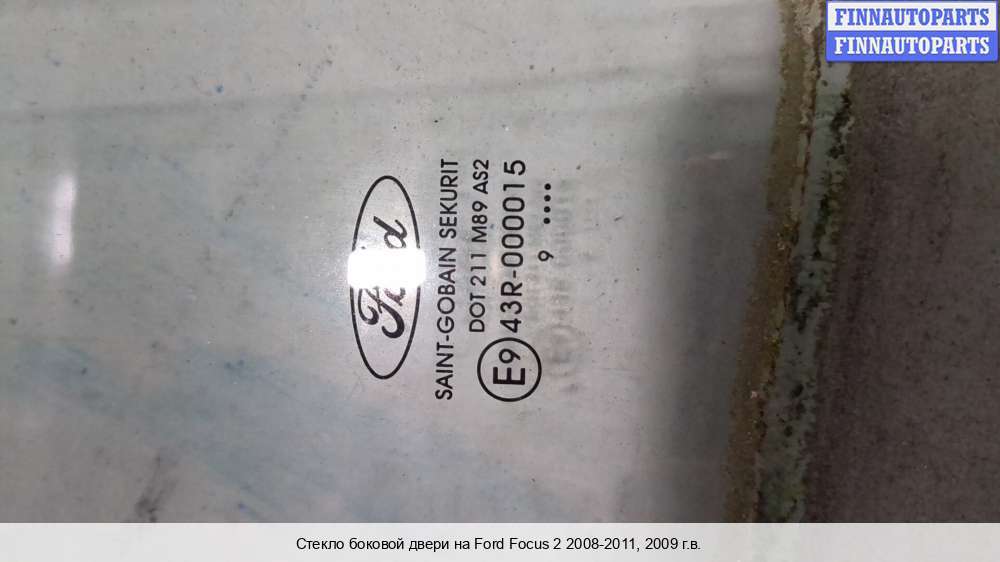 FINNAUTOPARTS
FINNAUTOPARTS
Ford
SAINT-GOBAIN SEKURIT
DOT 211 M89 AS2
E9 43R-000015
9 ••••
Стекло боковой двери на Ford Focus 2 2008-2011, 2009 г.в.